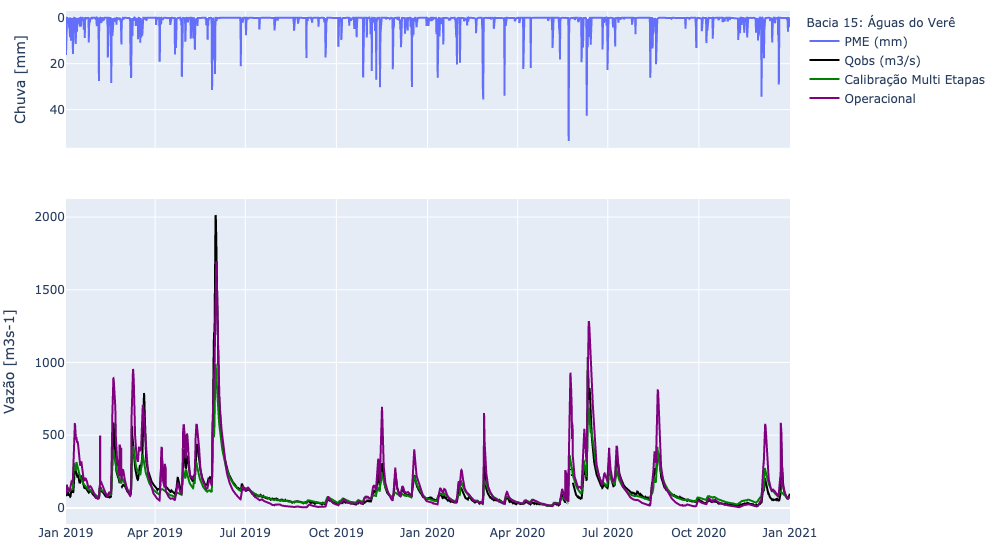 Bacia 15: Águas do Verê
PME (mm)
Qobs (m3/s)
Calibração Multi Etapas
Operacional
Chuva [mm]
0
20
40
Vazão [m3s-1]
2000
1500
1000
500
0
Jan 2019 Apr 2019 Jul 2019 Oct 2019 Jan 2020 Apr 2020 Jul 2020 Oct 2020 Jan 2021